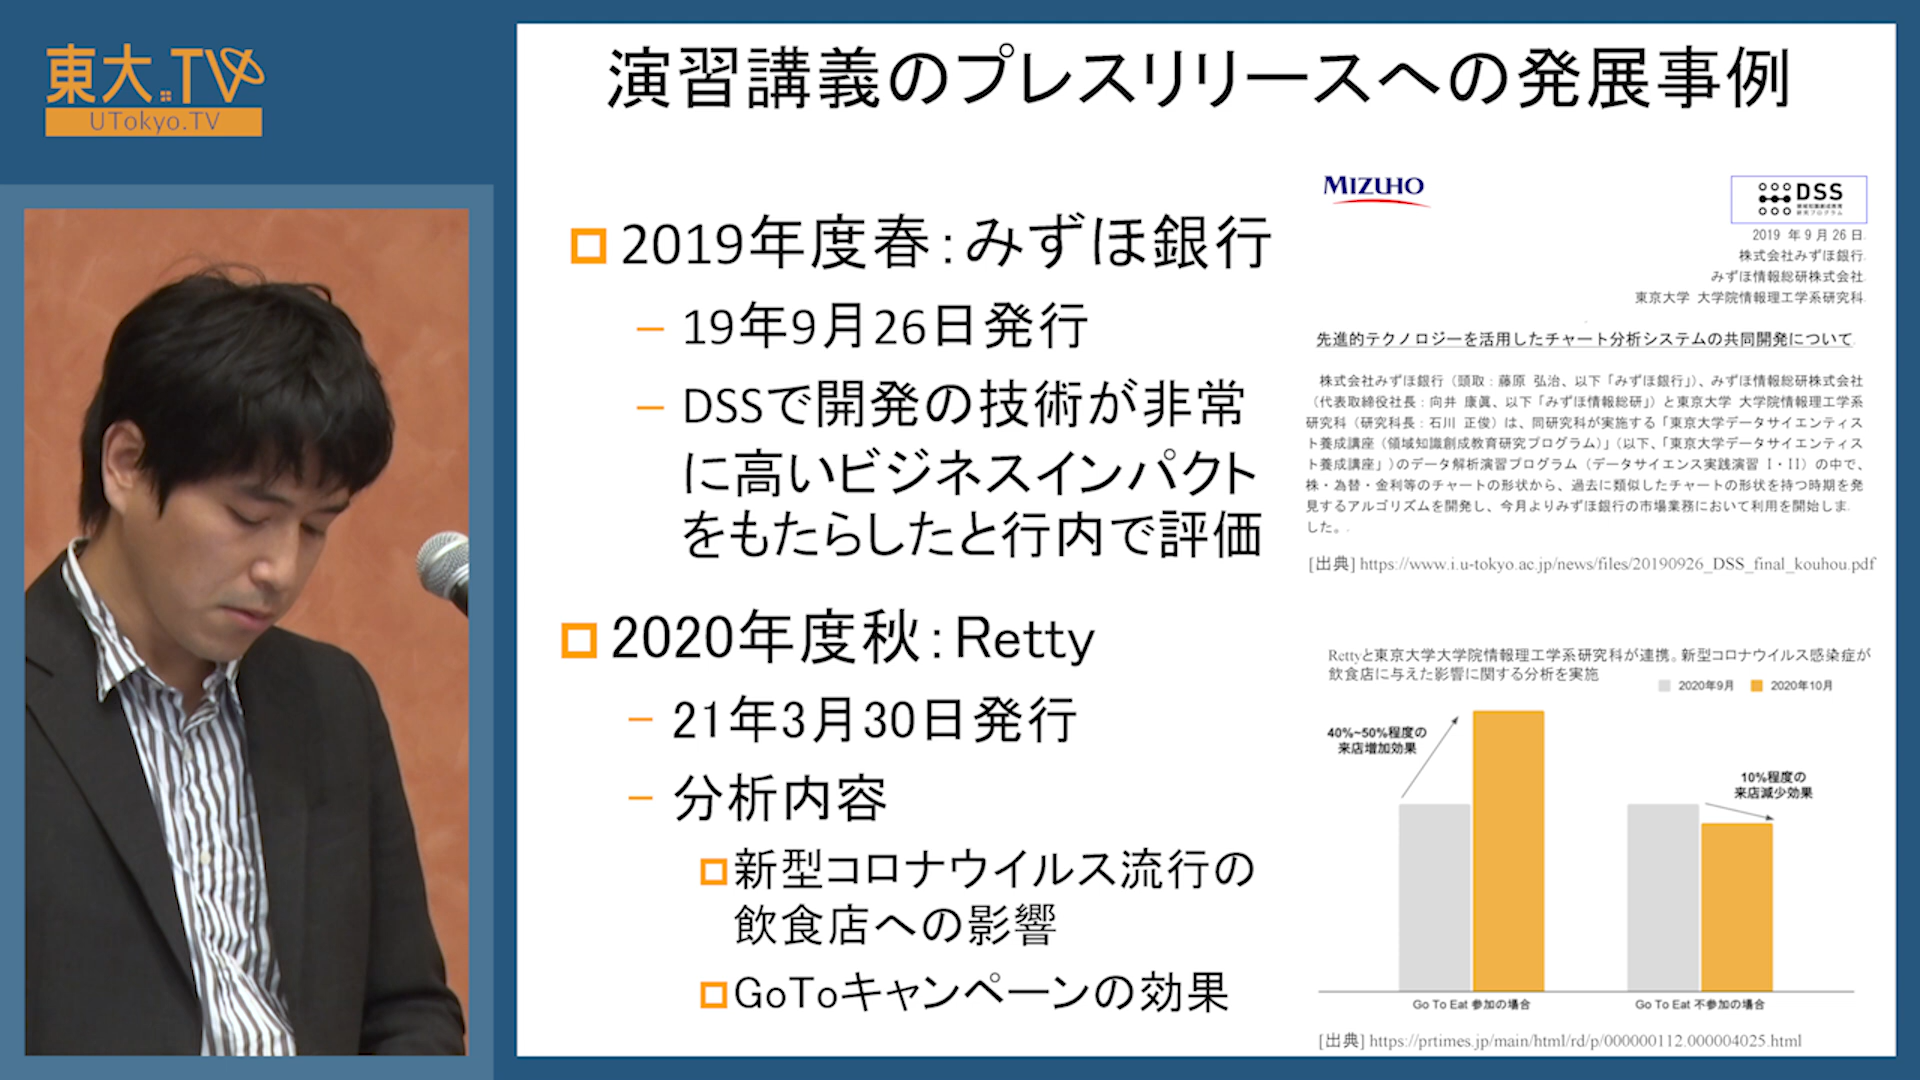 東大.TV
UTokyo.TV
演習講義のプレスリリースへの発展事例
2019年度春：みずほ銀行
– 19年9月26日発行
– DSSで開発の技術が非常
に高いビジネスインパクト
をもたらしたと行内で評価
2020年度秋：Retty
– 21年3月30日発行
– 分析内容
新型コロナウイルス流行の
飲食店への影響
GoToキャンペーンの効果
MIZUHO
DSS
領域知識創成教育
研究プログラム
2019 年 9 月 26 日
株式会社みずほ銀行
みずほ情報総研株式会社
東京大学 大学院情報理工学系研究科
先進的テクノロジーを活用したチャート分析システムの共同開発について
株式会社みずほ銀行（頭取：藤原 弘治、以下「みずほ銀行」）、みずほ情報総研株式会社
（代表取締役社長：向井 康眞、以下「みずほ情報総研」）と東京大学 大学院情報理工学系
研究科（研究科長：石川 正俊）は、同研究科が実施する「東京大学データサイエンティス
ト養成講座（領域知識創成教育研究プログラム）」（以下、「東京大学データサイエンティス
ト養成講座」）のデータ解析演習プログラム（データサイエンス実践演習 I・II）の中で、
株・為替・金利等のチャートの形状から、過去に類似したチャートの形状を持つ時期を発
見するアルゴリズムを開発し、今月よりみずほ銀行の市場業務において利用を開始しま
した。
[出典] https://www.i.u-tokyo.ac.jp/news/files/20190926_DSS_final_kouhou.pdf
Rettyと東京大学大学院情報理工学系研究科が連携。新型コロナウイルス感染症が
飲食店に与えた影響に関する分析を実施
2020年9月 2020年10月
40%~50%程度の
来店増加効果
10%程度の
来店減少効果
Go To Eat 参加の場合
Go To Eat 不参加の場合
[出典] https://prtimes.jp/main/html/rd/p/000000112.000004025.html